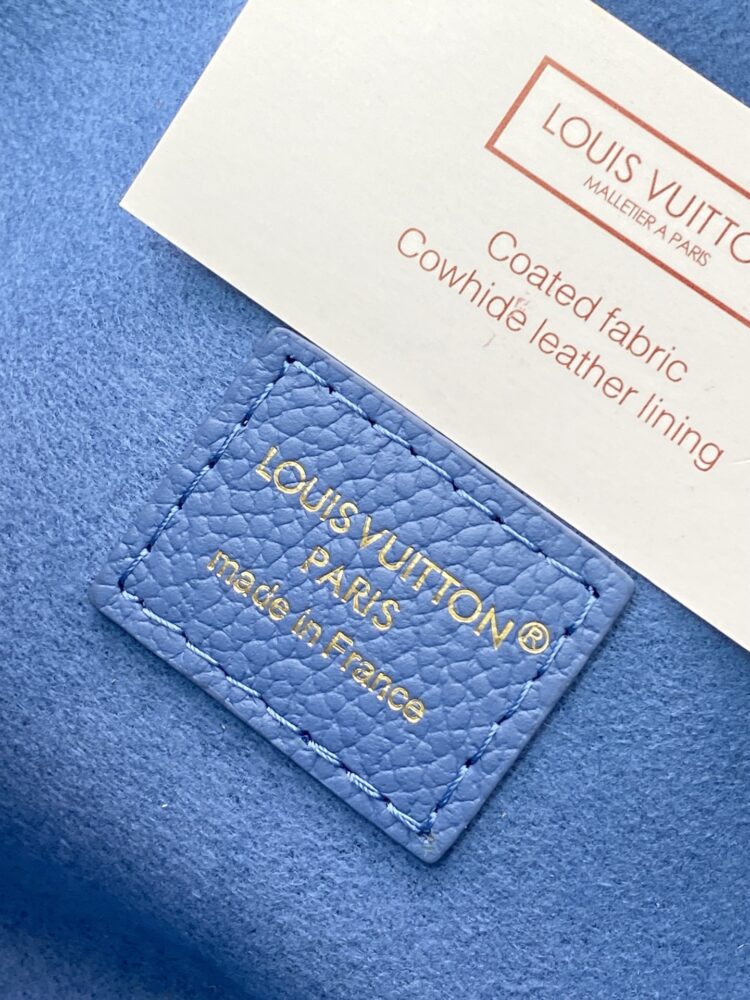 LOUIS VUITTO
MALLETIER A PARIS
Coated fabric
Cowhide leather lining
LOUIS VUITTON®
PARIS
made in France